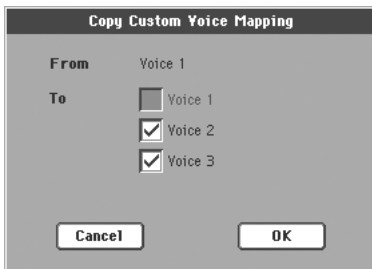 Copy Custom Voice Mapping
From Voice 1
To Voice 1
Voice 2
Voice 3
Cancel OK